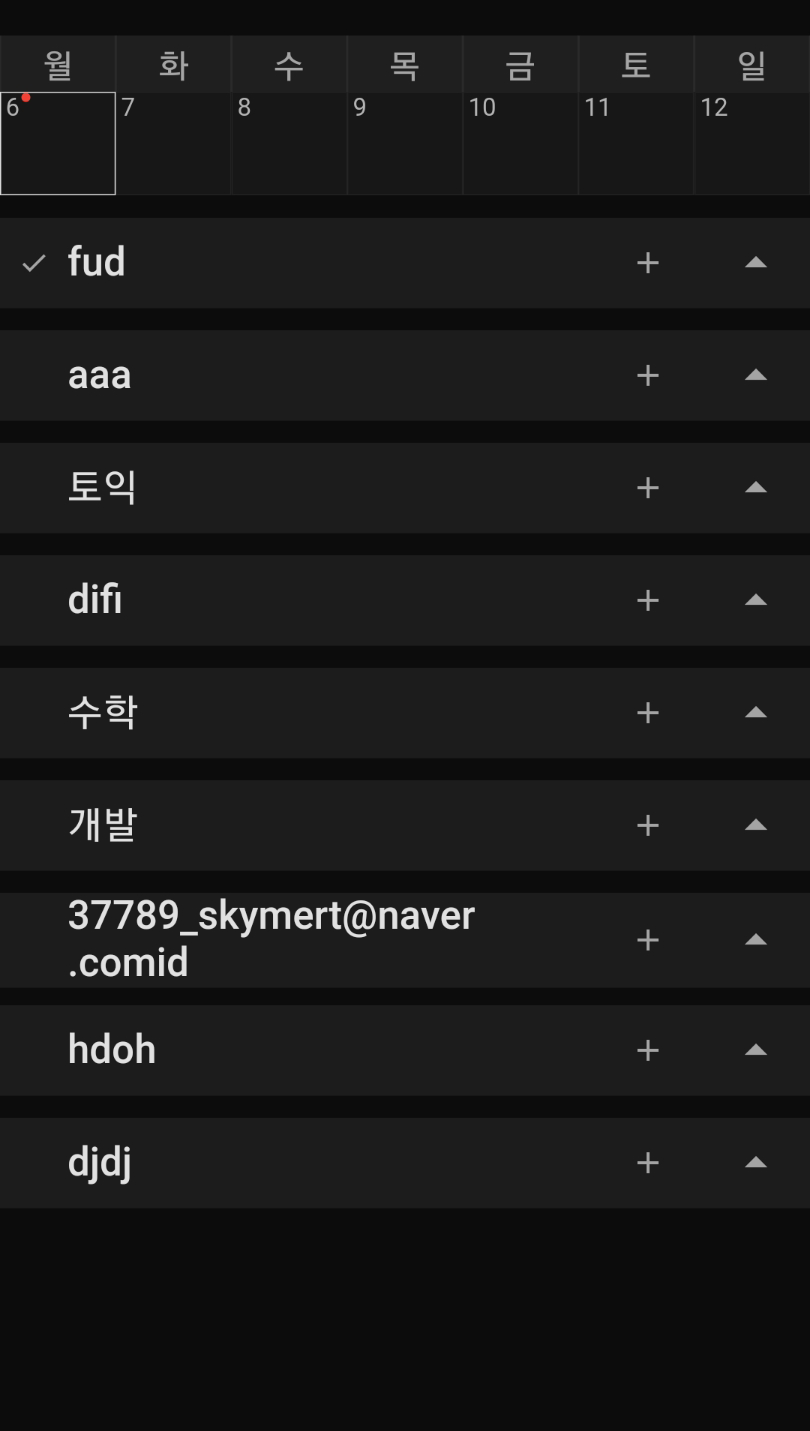 월 화 수 목 금 토 일
6 7 8 9 10 11 12
fud
aaa
토익
difi
수학
개발
37789_skymert@naver
.comid
hdoh
djdj